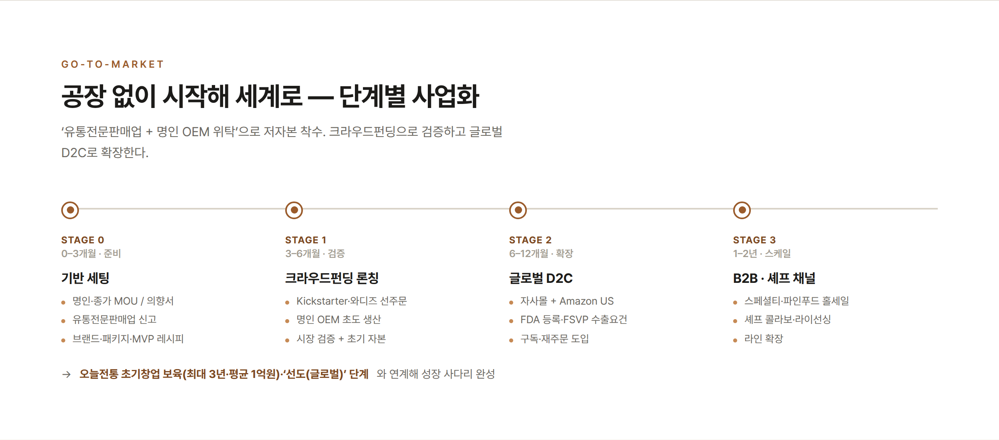 GO-TO-MARKET
공장 없이 시작해 세계로 — 단계별 사업화
‘유통전문판매업 + 명인 OEM 위탁’으로 저자본 착수. 크라우드펀딩으로 검증하고 글로벌
D2C로 확장한다.
STAGE 0
0–3개월 · 준비
기반 세팅
명인·종가 MOU / 의향서
유통전문판매업 신고
브랜드·패키지·MVP 레시피
STAGE 1
3–6개월 · 검증
크라우드펀딩 론칭
Kickstarter·와디즈 선주문
명인 OEM 초도 생산
시장 검증 + 초기 자본
STAGE 2
6–12개월 · 확장
글로벌 D2C
자사몰 + Amazon US
FDA 등록·FSVP 수출요건
구독·재주문 도입
STAGE 3
1–2년 · 스케일
B2B · 셰프 채널
스페셜티·파인푸드 홀세일
셰프 콜라보·라이선싱
라인 확장
→ 오늘전통 초기창업 보육(최대 3년·평균 1억원)·‘선도(글로벌)’ 단계 와 연계해 성장 사다리 완성